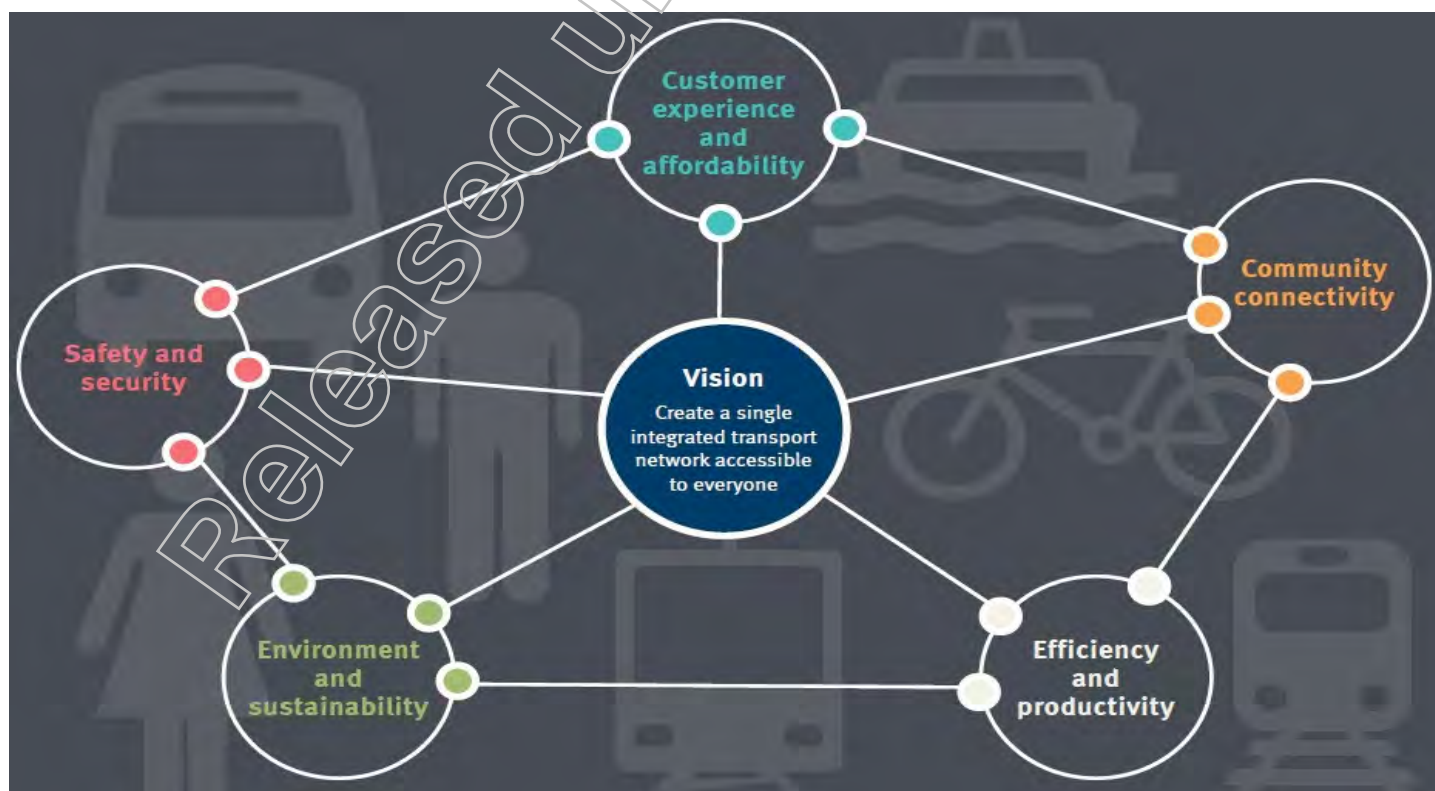 Released u
Customer
experience
and
affordability
Community
connectivity
Safety and
security
Vision
Create a single
integrated transport
network accessible
to everyone
Environment
and
sustainability
Efficiency
and
productivity